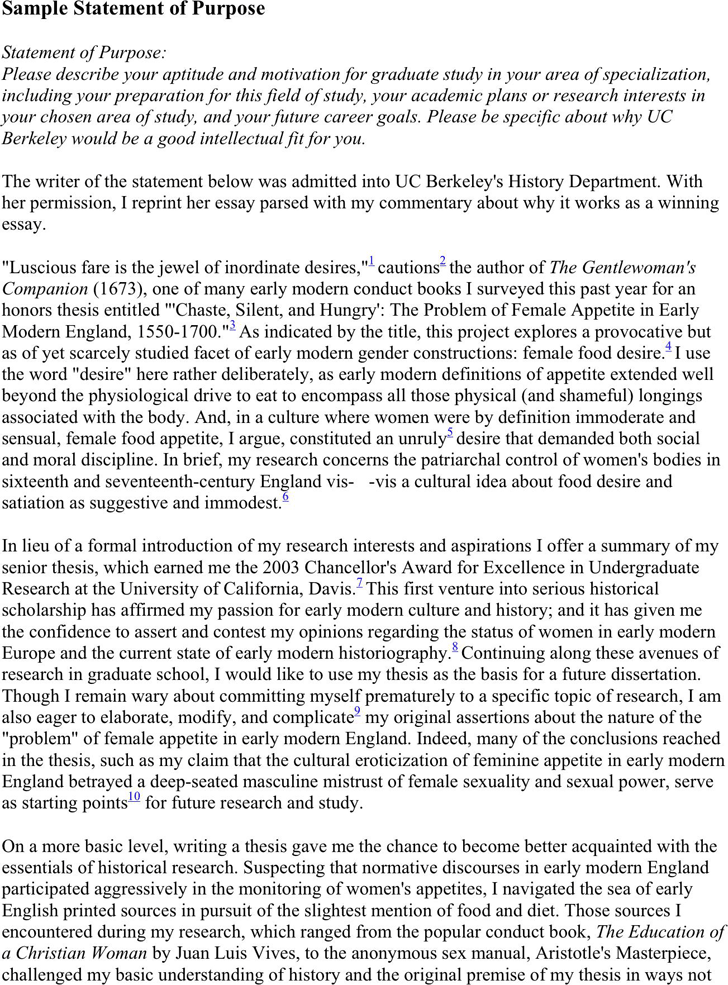 Sample Statement of Purpose
Statement of Purpose:
Please describe your aptitude and motivation for graduate study in your area of specialization,
including your preparation for this field of study, your academic plans or research interests in
your chosen area of study, and your future career goals. Please be specific about why UC
Berkeley would be a good intellectual fit for you.
The writer of the statement below was admitted into UC Berkeley's History Department. With
her permission, I reprint her essay parsed with my commentary about why it works as a winning
essay.
"Luscious fare is the jewel of inordinate desires,"1 cautions2 the author of The Gentlewoman's
Companion (1673), one of many early modern conduct books I surveyed this past year for an
honors thesis entitled "'Chaste, Silent, and Hungry': The Problem of Female Appetite in Early
Modern England, 1550-1700."3 As indicated by the title, this project explores a provocative but
as of yet scarcely studied facet of early modern gender constructions: female food desire.4 I use
the word "desire" here rather deliberately, as early modern definitions of appetite extended well
beyond the physiological drive to eat to encompass all those physical (and shameful) longings
associated with the body. And, in a culture where women were by definition immoderate and
sensual, female food appetite, I argue, constituted an unruly5 desire that demanded both social
and moral discipline. In brief, my research concerns the patriarchal control of women's bodies in
sixteenth and seventeenth-century England vis- -vis a cultural idea about food desire and
satiation as suggestive and immodest.6
In lieu of a formal introduction of my research interests and aspirations I offer a summary of my
senior thesis, which earned me the 2003 Chancellor's Award for Excellence in Undergraduate
Research at the University of California, Davis.7 This first venture into serious historical
scholarship has affirmed my passion for early modern culture and history; and it has given me
the confidence to assert and contest my opinions regarding the status of women in early modern
Europe and the current state of early modern historiography.8 Continuing along these avenues of
research in graduate school, I would like to use my thesis as the basis for a future dissertation.
Though I remain wary about committing myself prematurely to a specific topic of research, I am
also eager to elaborate, modify, and complicate9 my original assertions about the nature of the
"problem" of female appetite in early modern England. Indeed, many of the conclusions reached
in the thesis, such as my claim that the cultural eroticization of feminine appetite in early modern
England betrayed a deep-seated masculine mistrust of female sexuality and sexual power, serve
as starting points10 for future research and study.
On a more basic level, writing a thesis gave me the chance to become better acquainted with the
essentials of historical research. Suspecting that normative discourses in early modern England
participated aggressively in the monitoring of women's appetites, I navigated the sea of early
English printed sources in pursuit of the slightest mention of food and diet. Those sources I
encountered during my research, which ranged from the popular conduct book, The Education of
a Christian Woman by Juan Luis Vives, to the anonymous sex manual, Aristotle's Masterpiece,
challenged my basic understanding of history and the original premise of my thesis in ways not